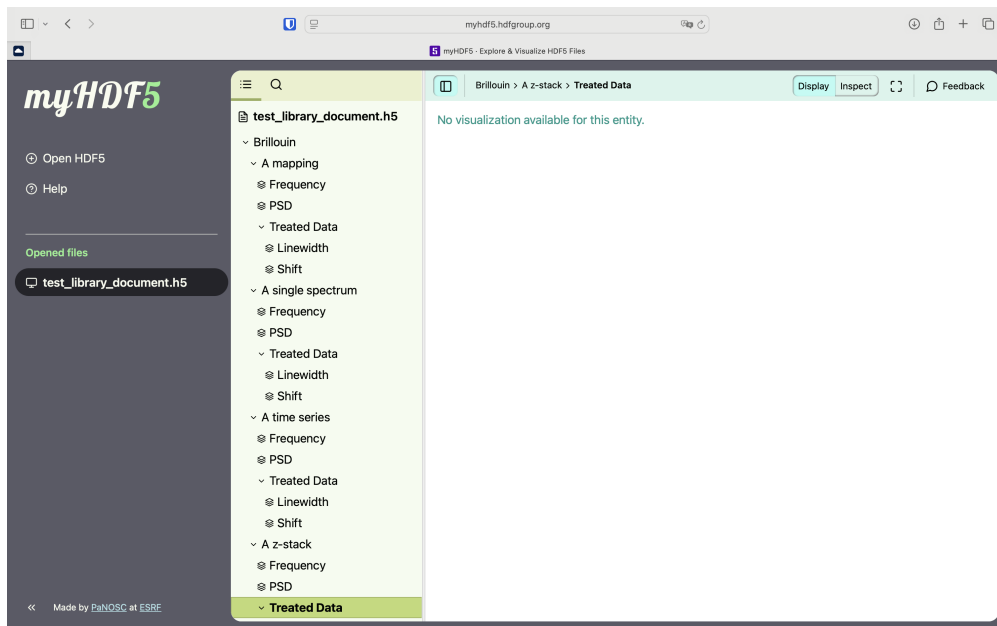 myhdf5.hdfgroup.org
5 myHDF5 - Explore & Visualize HDF5 Files
myHDF5
Open HDF5
Help
Opened files
test_library_document.h5
Made by PaNOSC at ESRF
test_library_document.h5
Brillouin
A mapping
Frequency
PSD
Treated Data
Linewidth
Shift
A single spectrum
Frequency
PSD
Treated Data
Linewidth
Shift
A time series
Frequency
PSD
Treated Data
Linewidth
Shift
A z-stack
Frequency
PSD
Treated Data
Brillouin > A z-stack > Treated Data
Display Inspect Feedback
No visualization available for this entity.